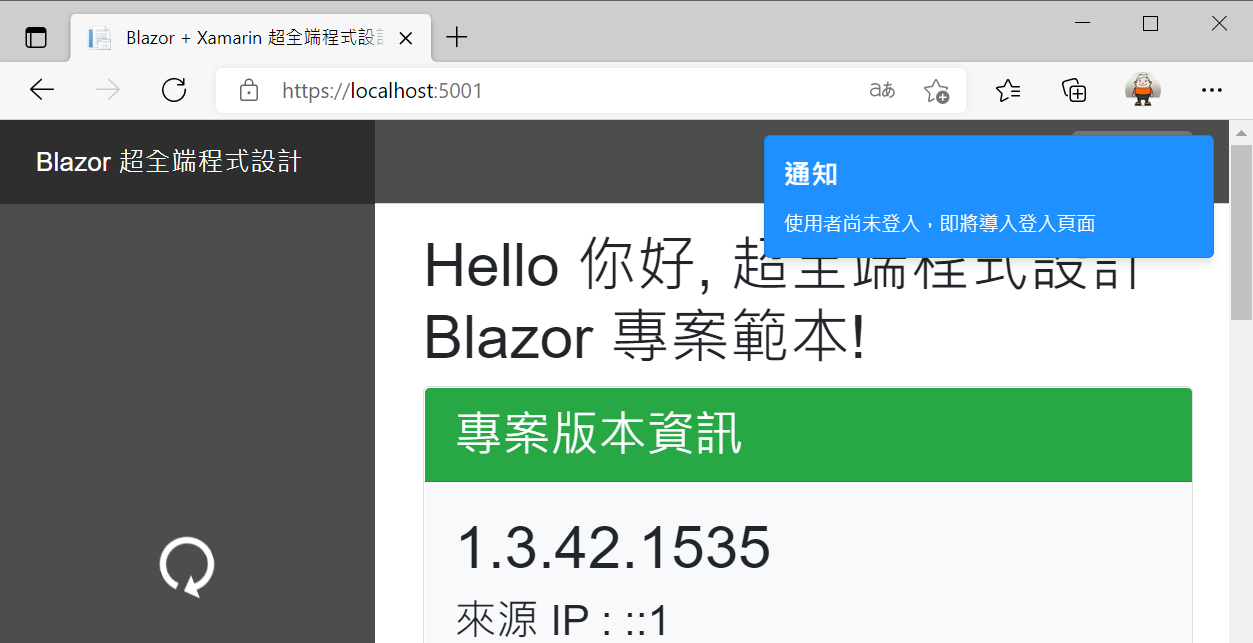 Blazor + Xamarin 超全端程式設計
https://localhost:5001
aあ
Blazor 超全端程式設計
通知
使用者尚未登入，即將導入登入頁面
Hello 你好, 超全端程式設計
Blazor 專案範本!
專案版本資訊
1.3.42.1535
來源 IP : ::1